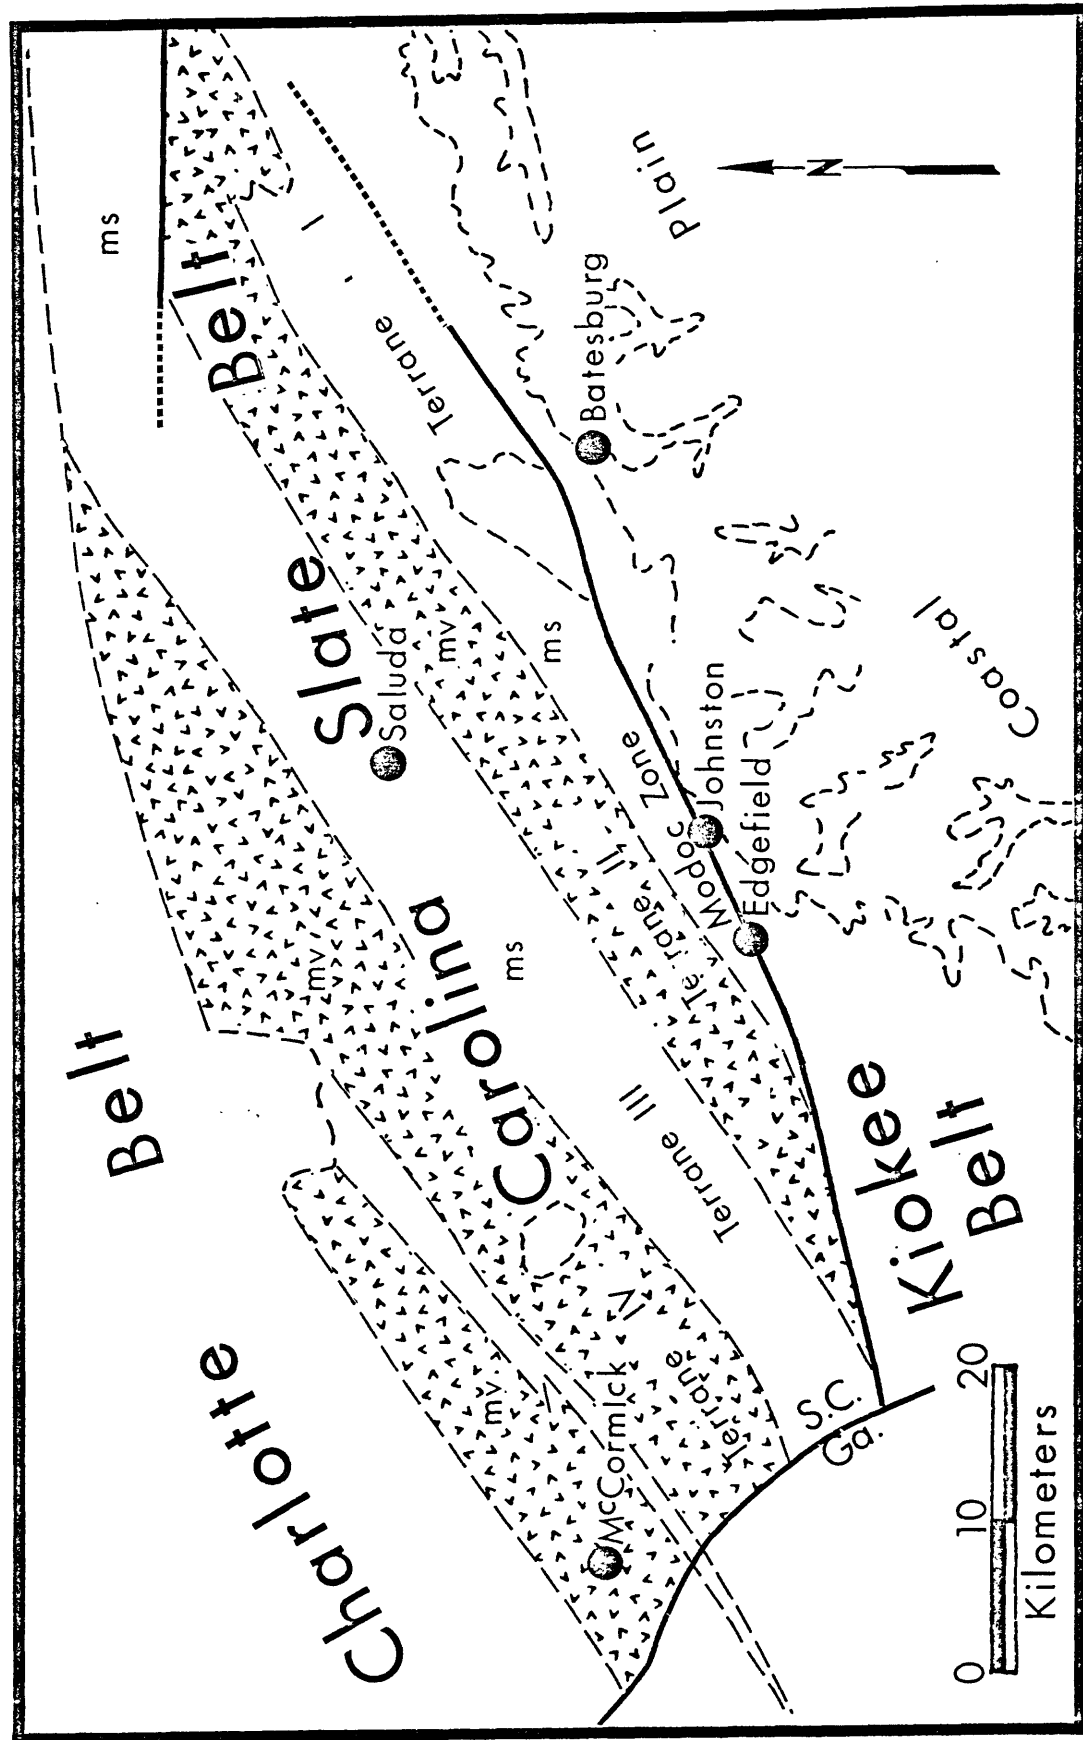 Charlotte
Belt
Carolina
Slate
Belt
Kiokee
Belt
Coastal
Plain
Modoc Zone
Terrane I
Terrane II
Terrane III
Terrane IV
ms
ms
ms
mv
mv
mv
McCormick
Saluda
Edgefield
Johnston
Batesburg
S.C.
Ga.
N
0 10 20
Kilometers